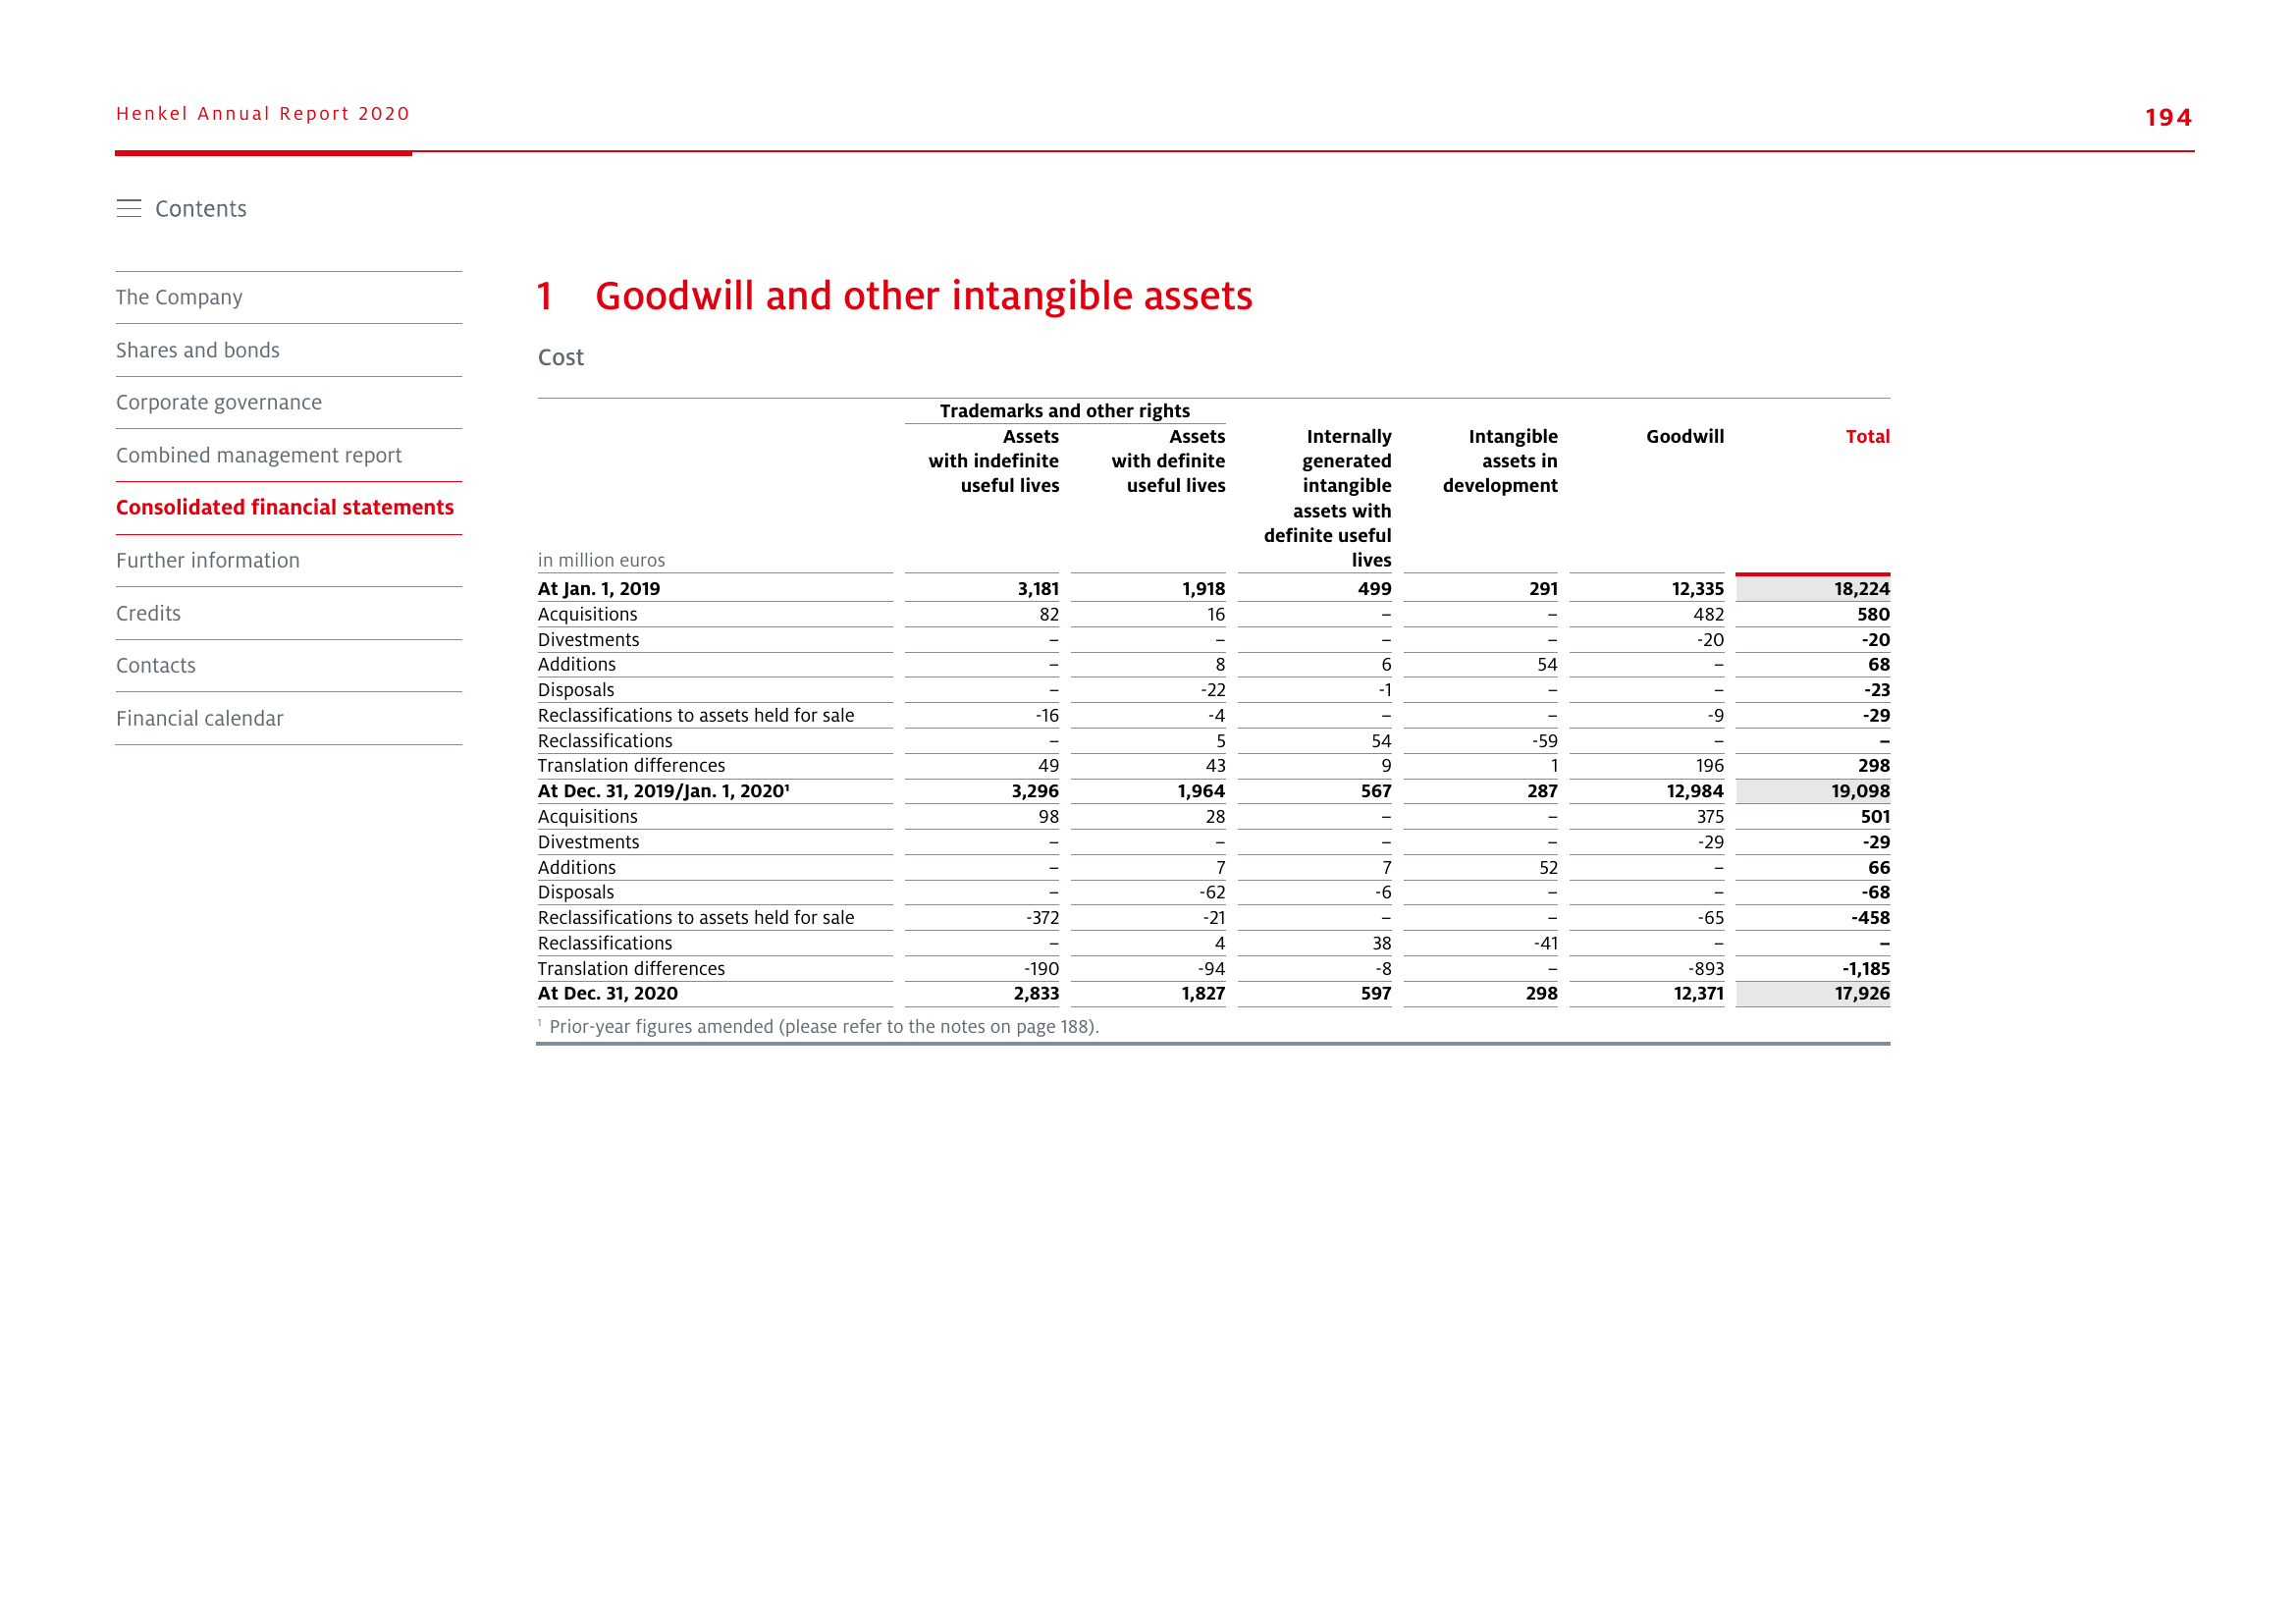 Henkel Annual Report 2020
194
Contents
The Company
Shares and bonds
Corporate governance
Combined management report
Consolidated financial statements
Further information
Credits
Contacts
Financial calendar
1 Goodwill and other intangible assets
Cost
Trademarks and other rights
Assets Assets Internally Intangible Goodwill Total
with indefinite with definite generated assets in
useful lives useful lives intangible development
assets with
definite useful
in million euros lives
At Jan. 1, 2019 3,181 1,918 499 291 12,335 18,224
Acquisitions 82 16 – – 482 580
Divestments – – – – -20 -20
Additions – 8 6 54 – 68
Disposals – -22 -1 – – -23
Reclassifications to assets held for sale -16 -4 – – -9 -29
Reclassifications – 5 54 -59 – –
Translation differences 49 43 9 1 196 298
At Dec. 31, 2019/Jan. 1, 2020¹ 3,296 1,964 567 287 12,984 19,098
Acquisitions 98 28 – – 375 501
Divestments – – – – -29 -29
Additions – 7 7 52 – 66
Disposals – -62 -6 – – -68
Reclassifications to assets held for sale -372 -21 – – -65 -458
Reclassifications – 4 38 -41 – –
Translation differences -190 -94 -8 – -893 -1,185
At Dec. 31, 2020 2,833 1,827 597 298 12,371 17,926
¹ Prior-year figures amended (please refer to the notes on page 188).